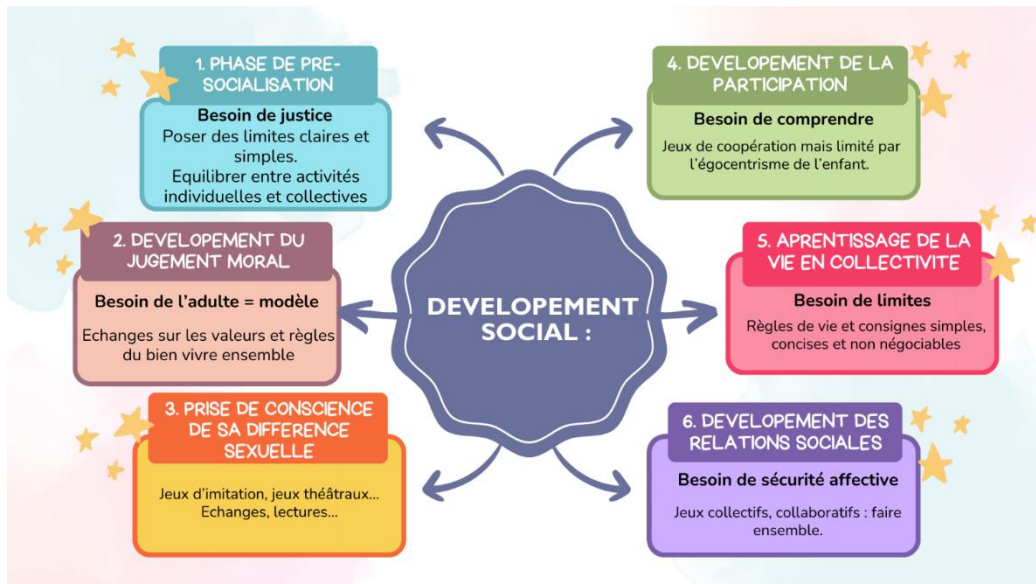 1. PHASE DE PRE-
SOCIALISATION
Besoin de justice
Poser des limites claires et
simples.
Equilibrer entre activités
individuelles et collectives
2. DEVELOPEMENT DU
JUGEMENT MORAL
Besoin de l'adulte = modèle
Echanges sur les valeurs et règles
du bien vivre ensemble
3. PRISE DE CONSCIENCE
DE SA DIFFERENCE
SEXUELLE
Jeux d'imitation, jeux théâtraux...
Echanges, lectures...
DEVELOPEMENT
SOCIAL :
4. DEVELOPEMENT DE LA
PARTICIPATION
Besoin de comprendre
Jeux de coopération mais limité par
l'égocentrisme de l'enfant.
5. APRENTISSAGE DE LA
VIE EN COLLECTIVITE
Besoin de limites
Règles de vie et consignes simples,
concises et non négociables
6. DEVELOPEMENT DES
RELATIONS SOCIALES
Besoin de sécurité affective
Jeux collectifs, collaboratifs : faire
ensemble.